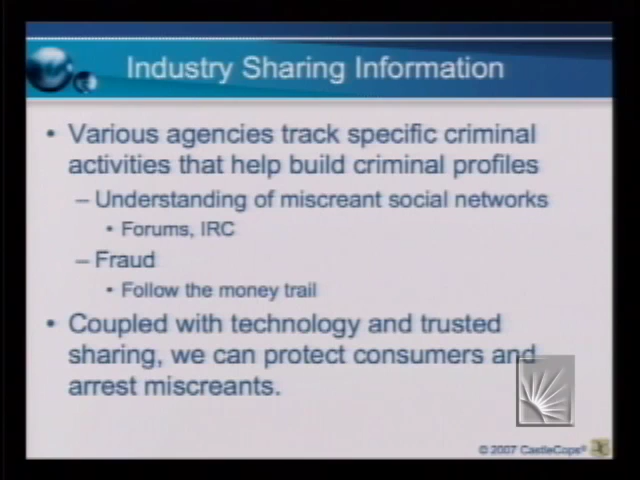 Industry Sharing Information
• Various agencies track specific criminal
activities that help build criminal profiles
– Understanding of miscreant social networks
• Forums, IRC
– Fraud
• Follow the money trail
• Coupled with technology and trusted
sharing, we can protect consumers and
arrest miscreants.
© 2007 CastleCops®